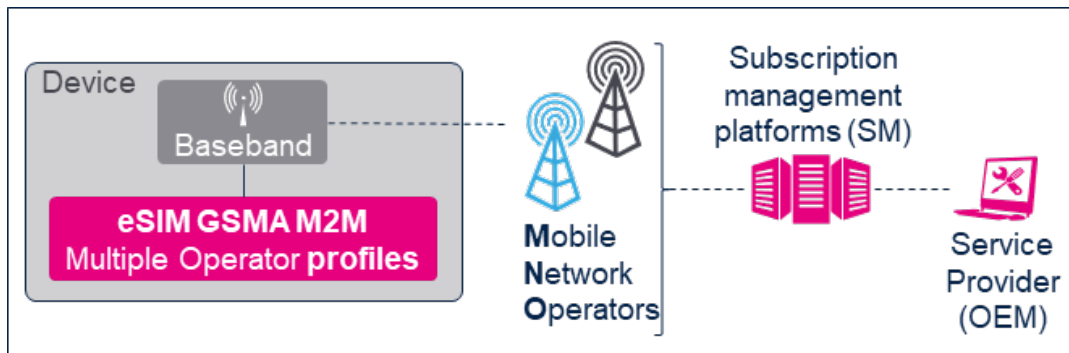 Device
Baseband
eSIM GSMA M2M
Multiple Operator profiles
Mobile
Network
Operators
Subscription
management
platforms (SM)
Service
Provider
(OEM)